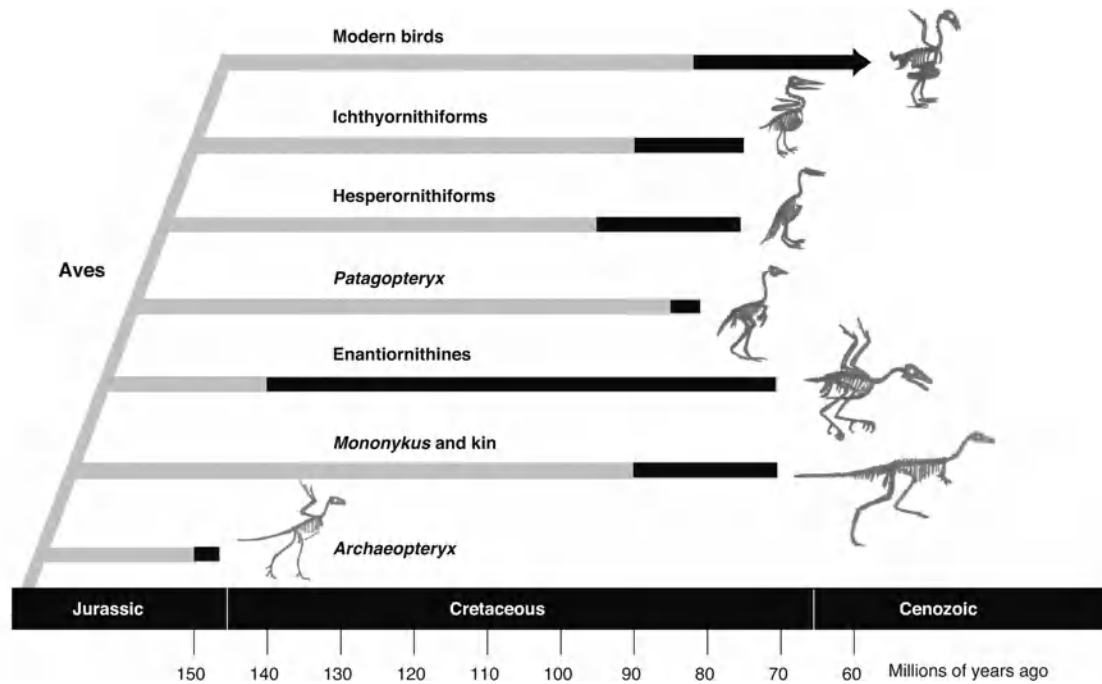 Modern birds
Ichthyornithiforms
Hesperornithiforms
Aves
Patagopteryx
Enantiornithines
Mononykus and kin
Archaeopteryx
Jurassic Cretaceous Cenozoic
150 140 130 120 110 100 90 80 70 60 Millions of years ago